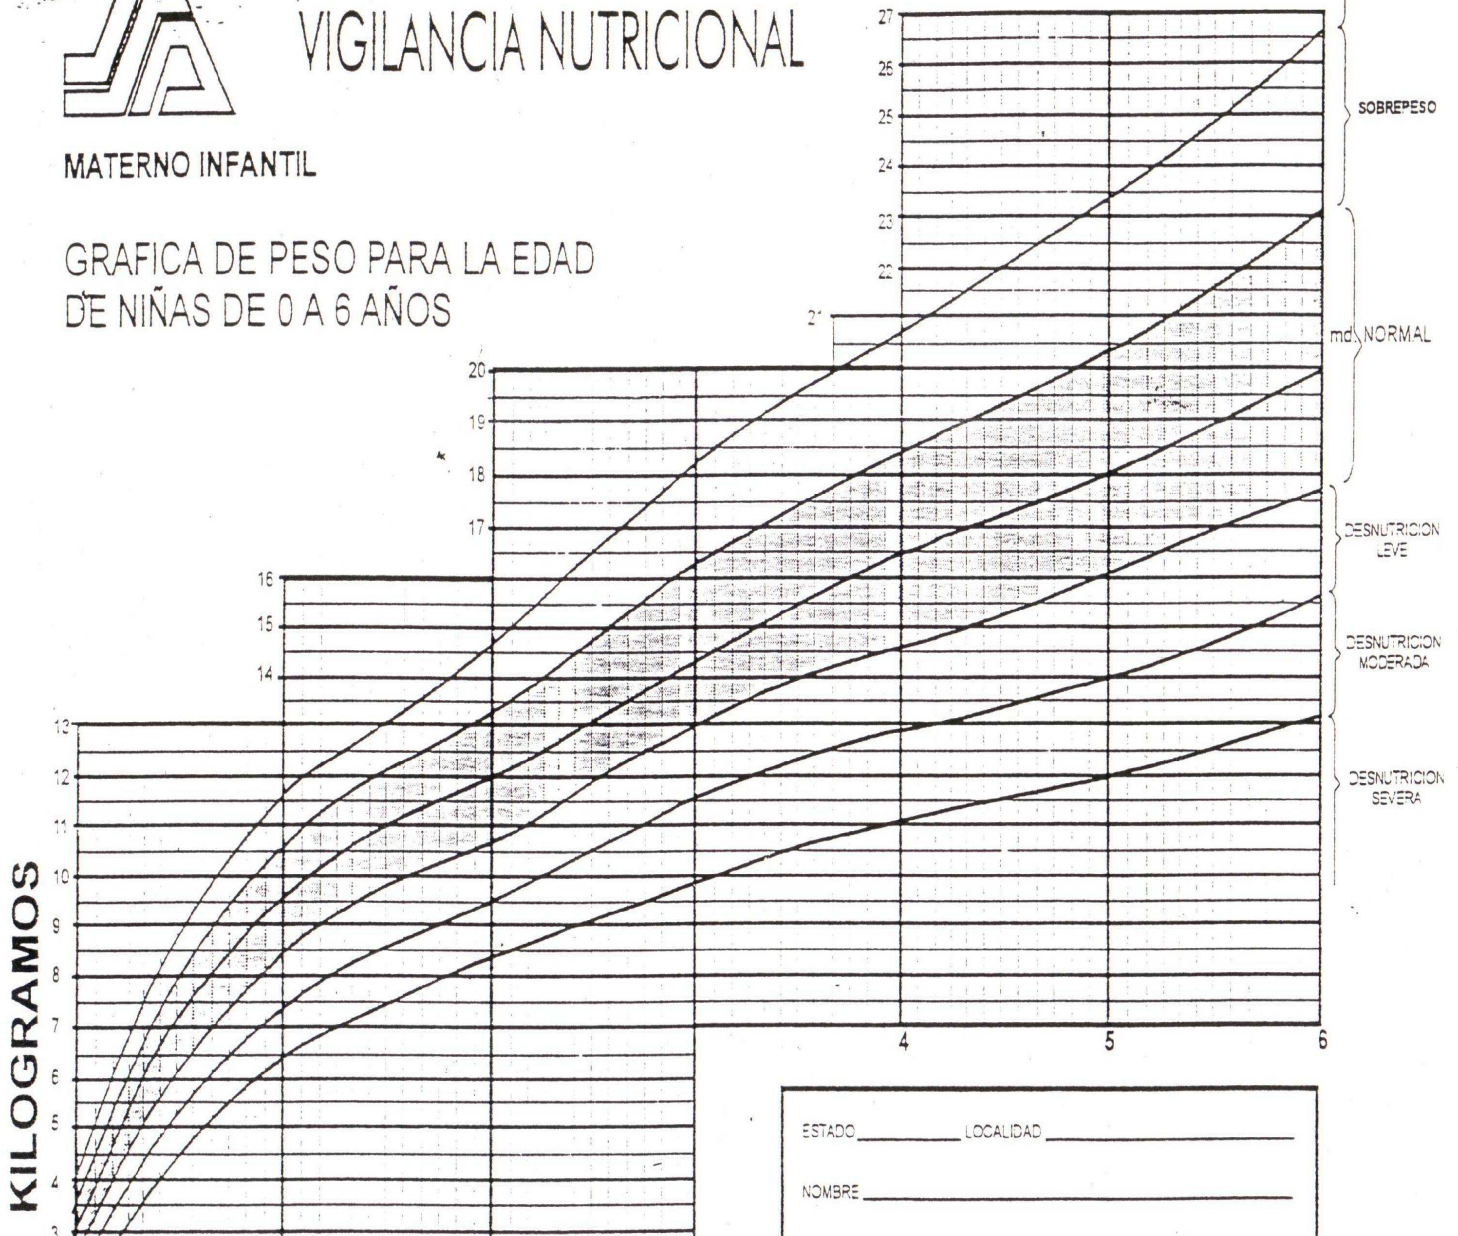 VIGILANCIA NUTRICIONAL
MATERNO INFANTIL
GRAFICA DE PESO PARA LA EDAD
DE NIÑAS DE 0 A 6 AÑOS
27
26
25
24
23
22
21
20
19
18
17
16
15
14
13
12
11
10
9
8
7
6
5
4
3
KILOGRAMOS
SOBREPESO
md. NORMAL
DESNUTRICION
LEVE
DESNUTRICION
MODERADA
DESNUTRICION
SEVERA
4 5 6
ESTADO LOCALIDAD
NOMBRE